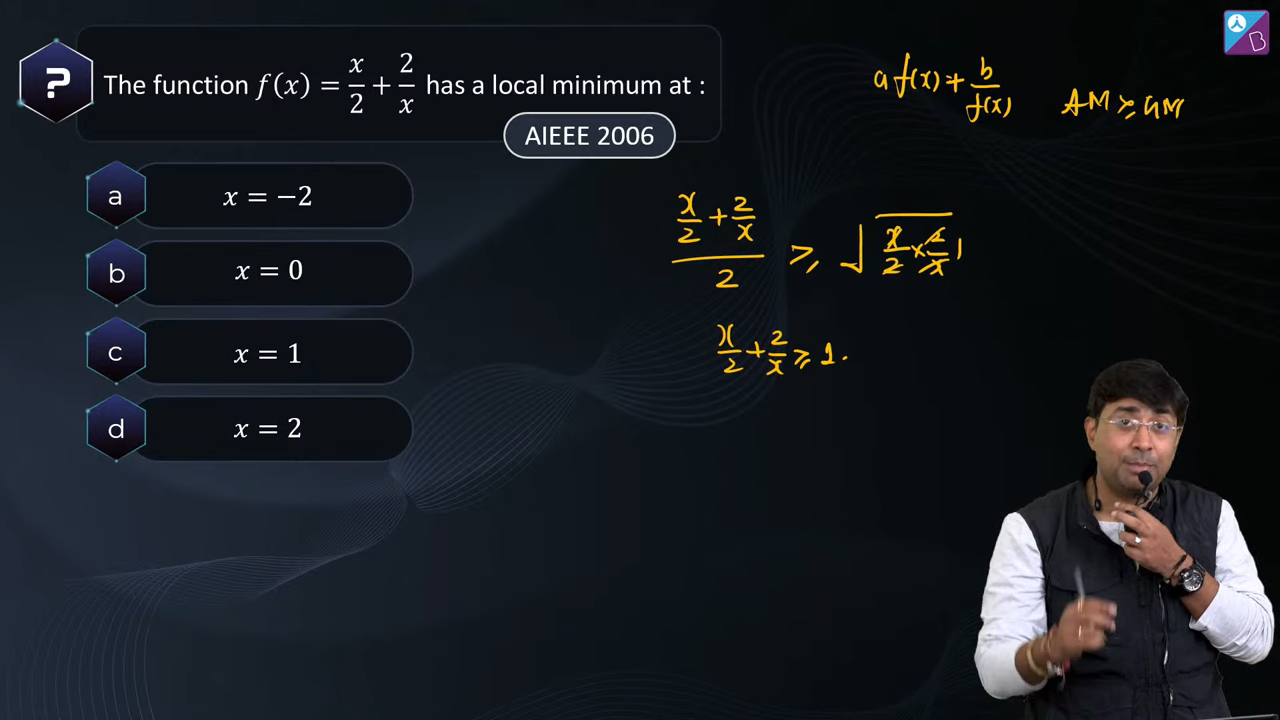 ?
The function f(x) = x/2 + 2/x has a local minimum at :
AIEEE 2006
a x = −2
b x = 0
c x = 1
d x = 2
a f(x) + b/f(x) AM ≥ GM
(x/2 + 2/x)/2 ≥ √(x/2 × 2/x) 1
x/2 + 2/x ≥ 1.
B